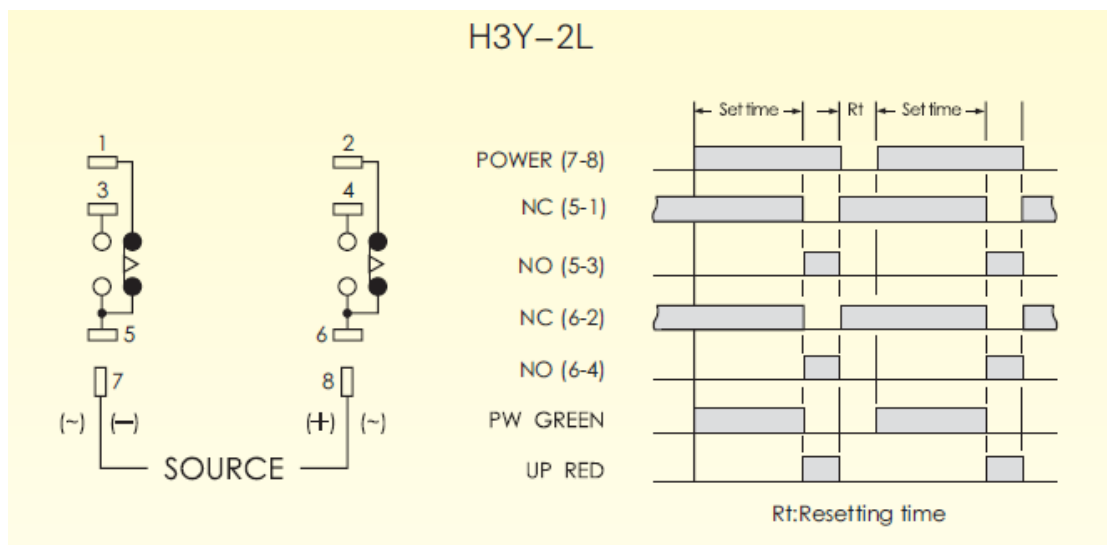 H3Y–2L
1 2
3 4
5 6
7 8
(~) (–) (+) (~)
SOURCE
Set time Rt Set time
POWER (7-8)
NC (5-1)
NO (5-3)
NC (6-2)
NO (6-4)
PW GREEN
UP RED
Rt:Resetting time